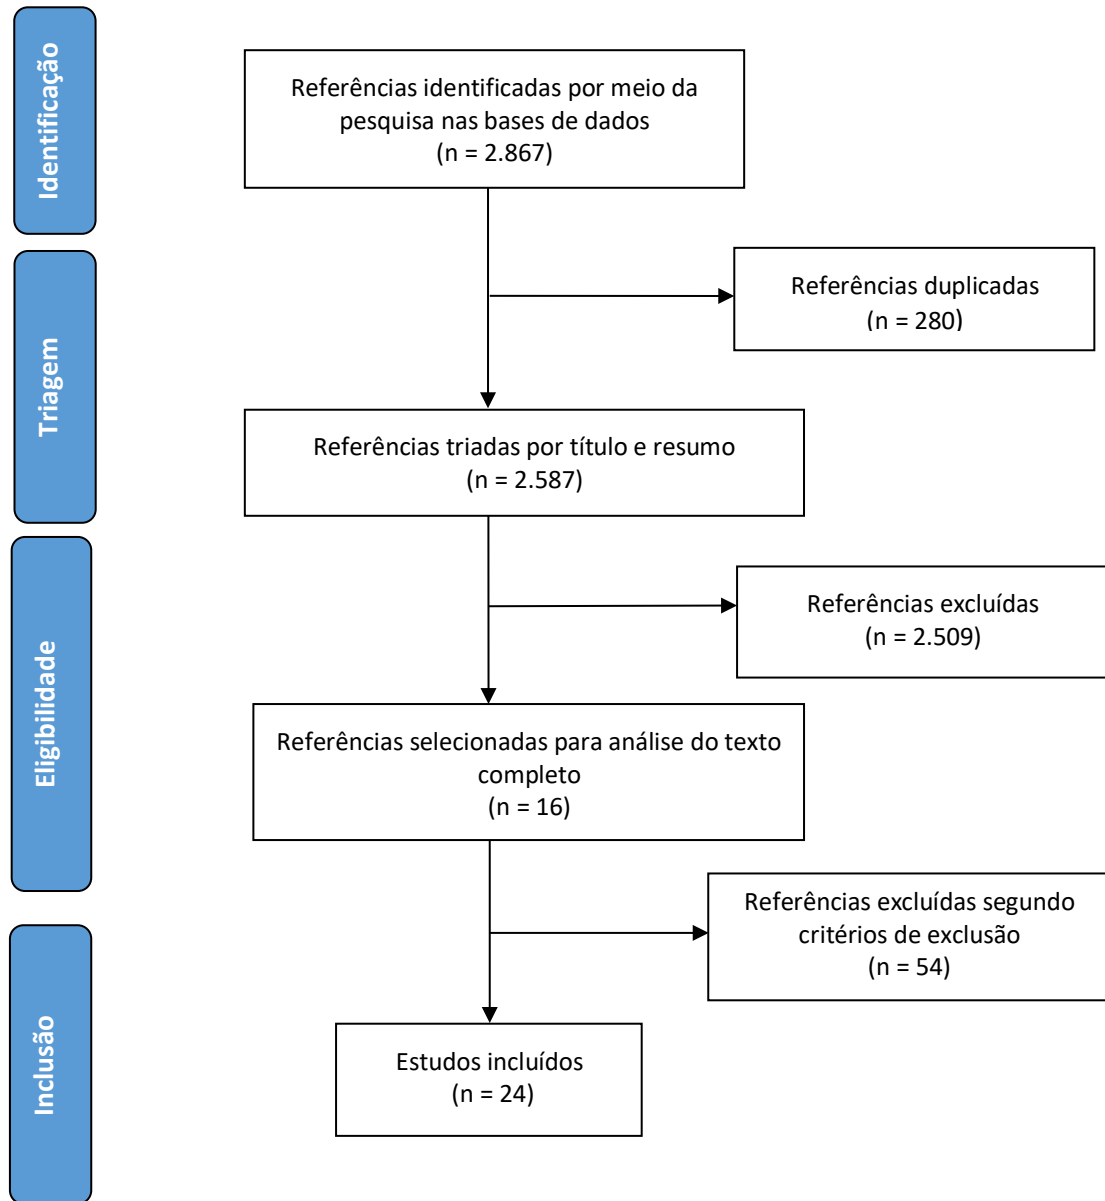 Identificação
Referências identificadas por meio da
pesquisa nas bases de dados
(n = 2.867)
Triagem
Referências duplicadas
(n = 280)
Referências triadas por título e resumo
(n = 2.587)
Eligibilidade
Referências excluídas
(n = 2.509)
Referências selecionadas para análise do texto
completo
(n = 16)
Inclusão
Referências excluídas segundo
critérios de exclusão
(n = 54)
Estudos incluídos
(n = 24)